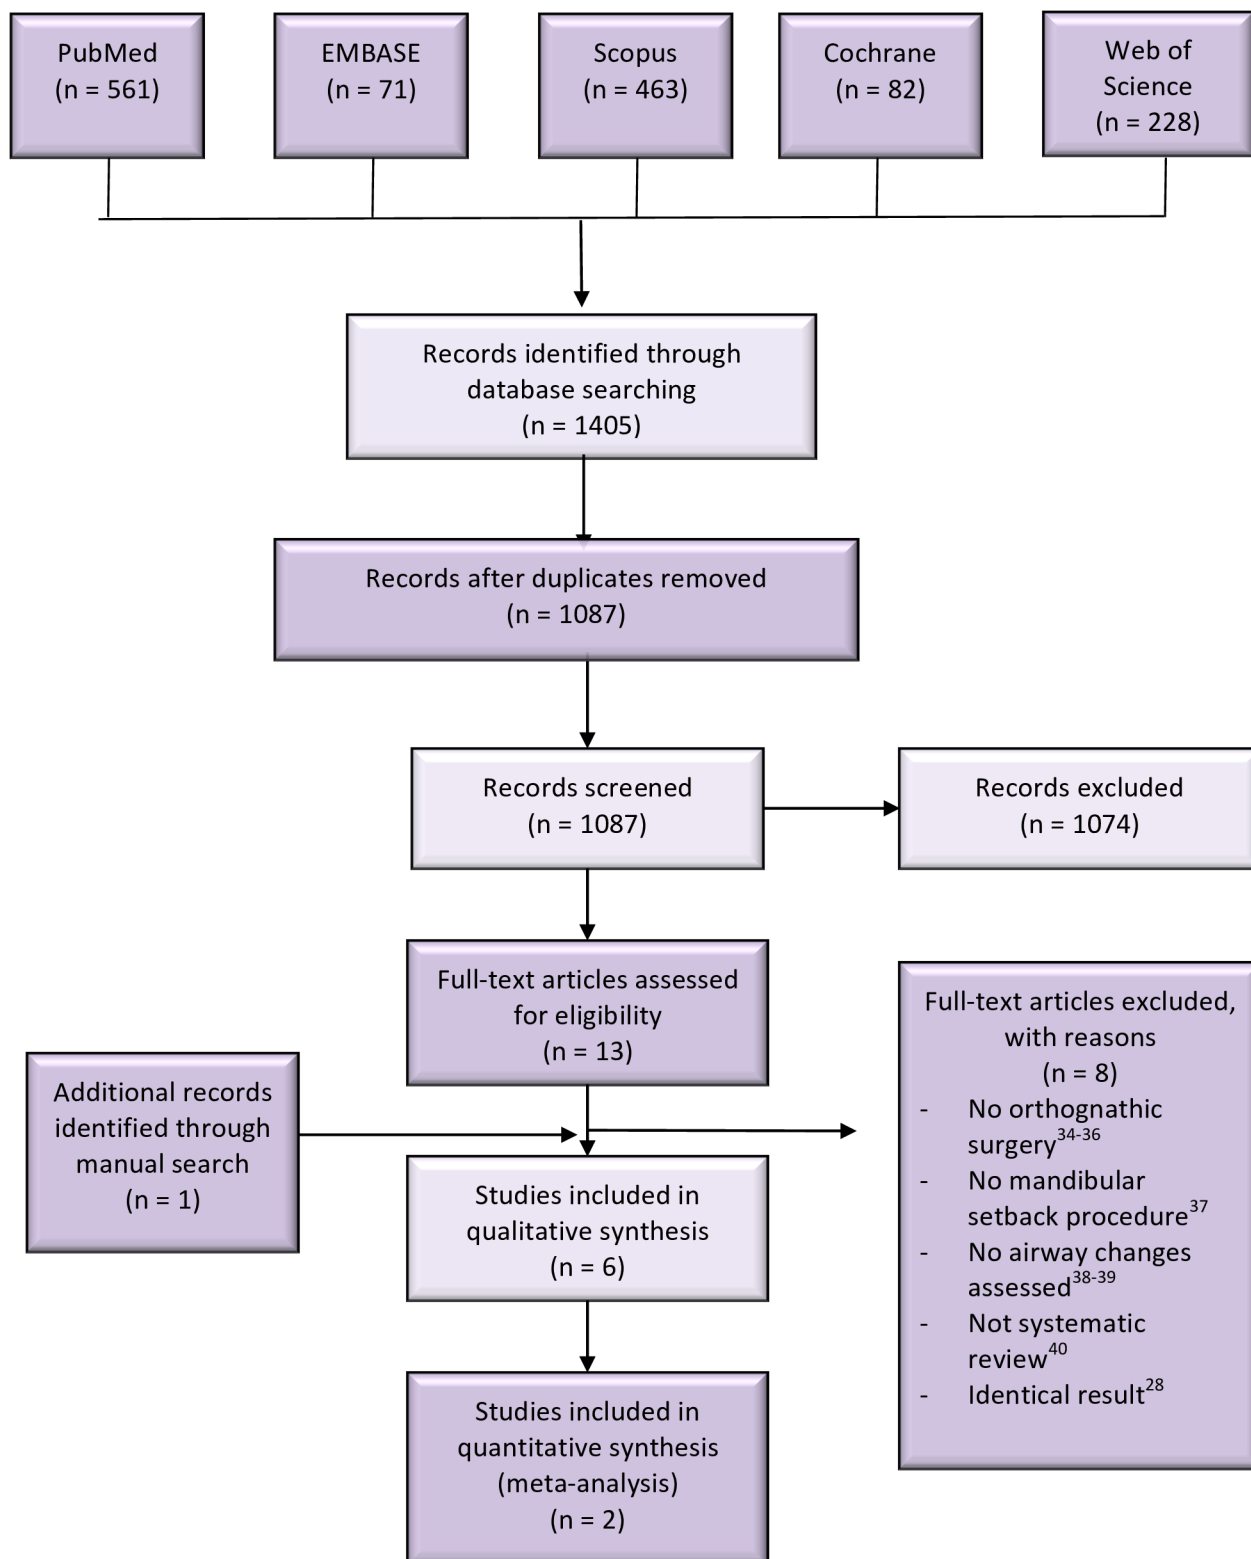 PubMed
(n = 561)
EMBASE
(n = 71)
Scopus
(n = 463)
Cochrane
(n = 82)
Web of
Science
(n = 228)
Records identified through
database searching
(n = 1405)
Records after duplicates removed
(n = 1087)
Records screened
(n = 1087)
Records excluded
(n = 1074)
Full-text articles assessed
for eligibility
(n = 13)
Full-text articles excluded,
with reasons
(n = 8)
- No orthognathic
surgery34-36
- No mandibular
setback procedure37
- No airway changes
assessed38-39
- Not systematic
review40
- Identical result28
Additional records
identified through
manual search
(n = 1)
Studies included in
qualitative synthesis
(n = 6)
Studies included in
quantitative synthesis
(meta-analysis)
(n = 2)